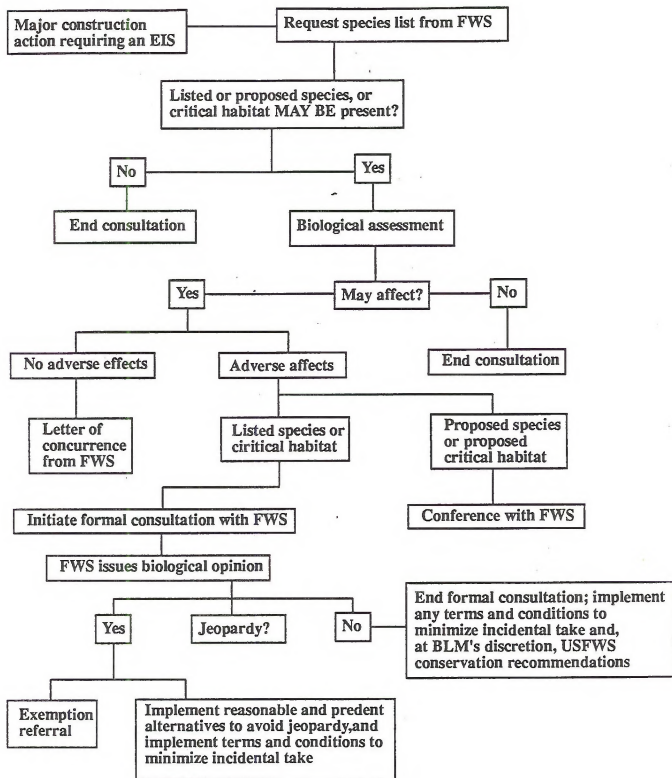 Major construction
action requiring an EIS
Request species list from FWS
Listed or proposed species, or
critical habitat MAY BE present?
No
Yes
End consultation
Biological assessment
Yes
May affect?
No
No adverse effects
Adverse affects
End consultation
Letter of
concurrence
from FWS
Listed species or
ciritical habitat
Proposed species
or proposed
critical habitat
Initiate formal consultation with FWS
Conference with FWS
FWS issues biological opinion
Yes
Jeopardy?
No
End formal consultation; implement
any terms and conditions to
minimize incidental take and,
at BLM's discretion, USFWS
conservation recommendations
Exemption
referral
Implement reasonable and predent
alternatives to avoid jeopardy,and
implement terms and conditions to
minimize incidental take